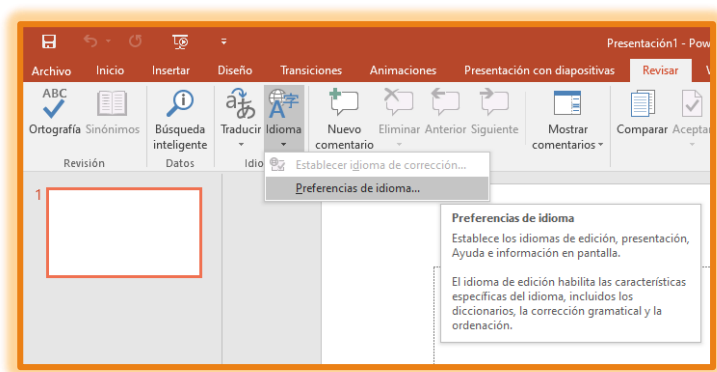 Presentación1 - Pow
Archivo Inicio Insertar Diseño Transiciones Animaciones Presentación con diapositivas Revisar V
ABC
Ortografía Sinónimos Búsqueda inteligente Traducir Idioma Nuevo comentario Eliminar Anterior Siguiente Mostrar comentarios Comparar Aceptar
Revisión Datos Idio
Establecer idioma de corrección...
Preferencias de idioma...
1
Preferencias de idioma
Establece los idiomas de edición, presentación,
Ayuda e información en pantalla.
El idioma de edición habilita las características
específicas del idioma, incluidos los
diccionarios, la corrección gramatical y la
ordenación.